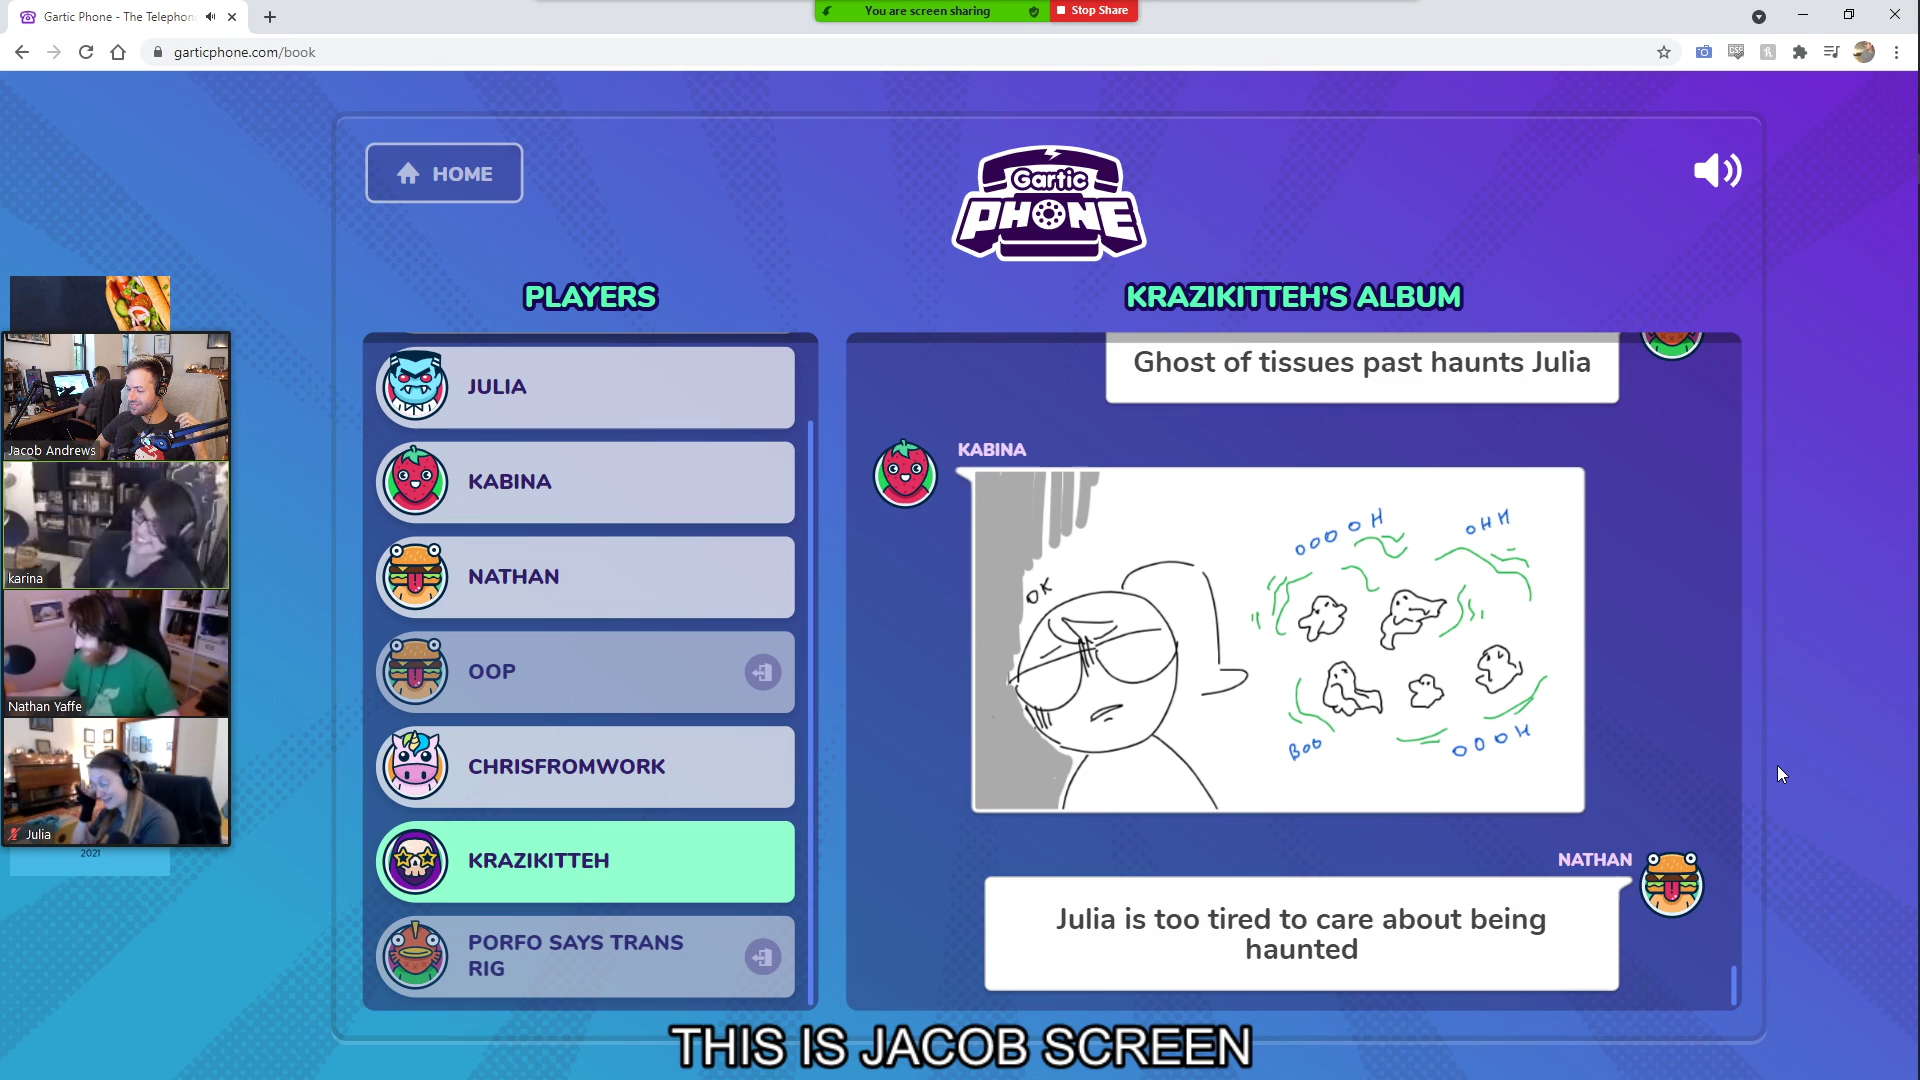 Gartic Phone - The Telephon
You are screen sharing
Stop Share
garticphone.com/book
HOME
Gartic
PHONE
PLAYERS
KRAZIKITTEH'S ALBUM
JULIA
KABINA
NATHAN
OOP
CHRISFROMWORK
KRAZIKITTEH
PORFO SAYS TRANS
RIG
Ghost of tissues past haunts Julia
KABINA
OK
OOOOH
OHH
BOO
OOOH
NATHAN
Julia is too tired to care about being
haunted
Jacob Andrews
karina
Nathan Yaffe
Julia
2021
THIS IS JACOB SCREEN